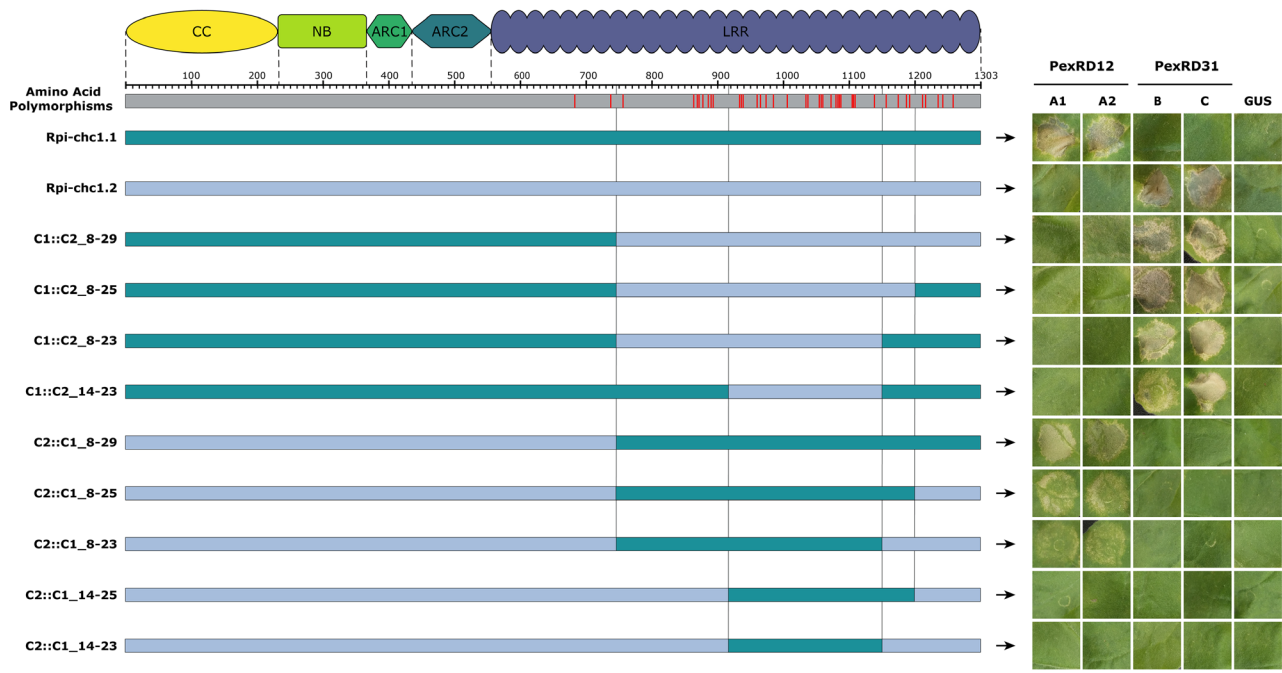 CC NB ARC1 ARC2 LRR
100 200 300 400 500 600 700 800 900 1000 1100 1200 1303
PexRD12 PexRD31
Amino Acid
Polymorphisms
A1 A2 B C GUS
Rpi-chc1.1
Rpi-chc1.2
C1::C2_8-29
C1::C2_8-25
C1::C2_8-23
C1::C2_14-23
C2::C1_8-29
C2::C1_8-25
C2::C1_8-23
C2::C1_14-25
C2::C1_14-23